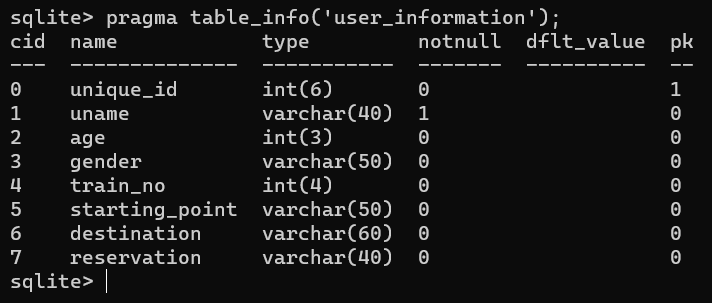 sqlite> pragma table_info('user_information');
cid  name            type         notnull  dflt_value  pk
---  --------------  -----------  -------  ----------  --
0    unique_id       int(6)       0                    1
1    uname           varchar(40)  1                    0
2    age             int(3)       0                    0
3    gender          varchar(50)  0                    0
4    train_no        int(4)       0                    0
5    starting_point  varchar(50)  0                    0
6    destination     varchar(60)  0                    0
7    reservation     varchar(40)  0                    0
sqlite>